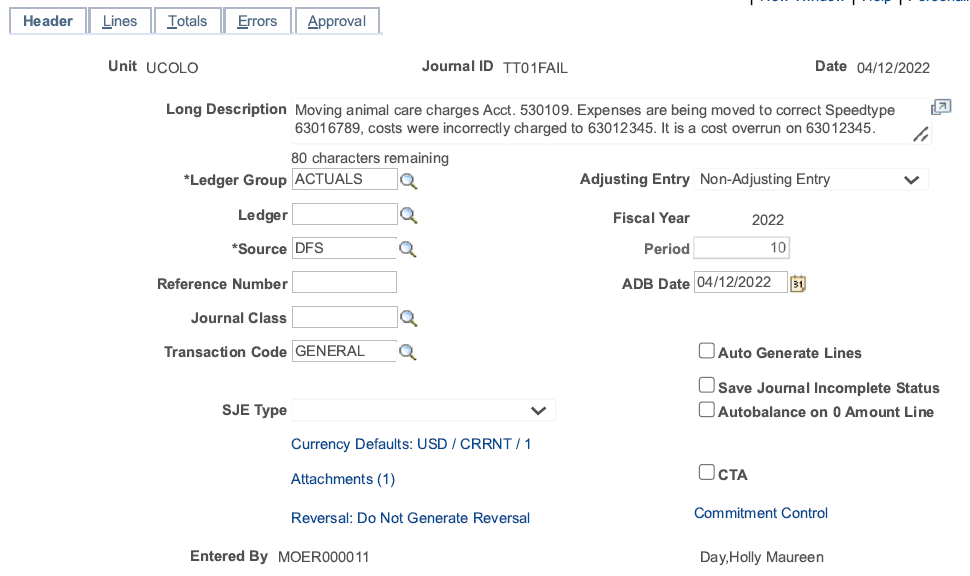 New Window | Help |
Header Lines Totals Errors Approval
Unit UCOLO Journal ID TT01FAIL Date 04/12/2022
Long Description Moving animal care charges Acct. 530109. Expenses are being moved to correct Speedtype
63016789, costs were incorrectly charged to 63012345. It is a cost overrun on 63012345.
80 characters remaining
*Ledger Group ACTUALS Adjusting Entry Non-Adjusting Entry
Ledger Fiscal Year 2022
*Source DFS Period 10
Reference Number ADB Date 04/12/2022 31
Journal Class
Transaction Code GENERAL Auto Generate Lines
Save Journal Incomplete Status
SJE Type Autobalance on 0 Amount Line
Currency Defaults: USD / CRRNT / 1
Attachments (1) CTA
Reversal: Do Not Generate Reversal Commitment Control
Entered By MOER000011 Day,Holly Maureen